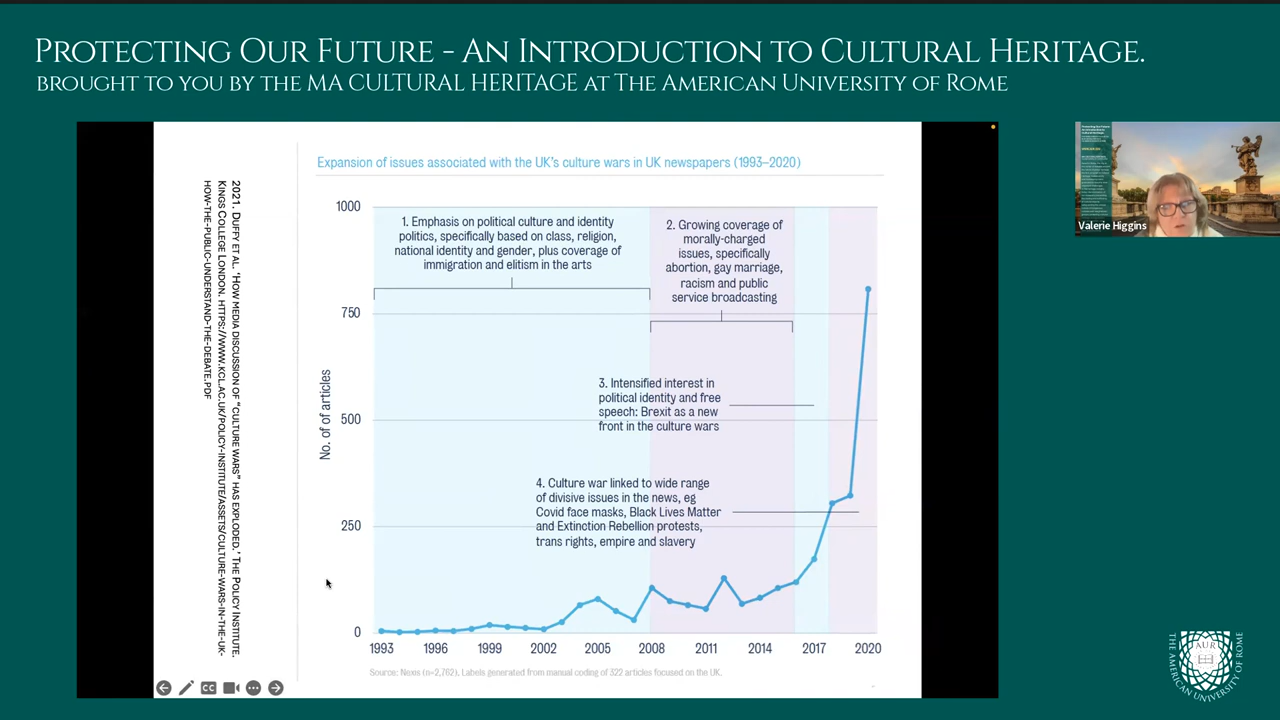 PROTECTING OUR FUTURE - AN INTRODUCTION TO CULTURAL HERITAGE.
BROUGHT TO YOU BY THE MA CULTURAL HERITAGE AT THE AMERICAN UNIVERSITY OF ROME
2021. DUFFY ET AL. 'HOW MEDIA DISCUSSION OF "CULTURE WARS" HAS EXPLODED.' THE POLICY INSTITUTE.
KINGS COLLEGE LONDON. HTTPS://WWW.KCL.AC.UK/POLICY-INSTITUTE/ASSETS/CULTURE-WARS-IN-THE-UK-
HOW-THE-PUBLIC-UNDERSTAND-THE-DEBATE.PDF
Expansion of issues associated with the UK's culture wars in UK newspapers (1993–2020)
No. of of articles
1000
750
500
250
0
1. Emphasis on political culture and identity
politics, specifically based on class, religion,
national identity and gender, plus coverage of
immigration and elitism in the arts
2. Growing coverage of
morally-charged
issues, specifically
abortion, gay marriage,
racism and public
service broadcasting
3. Intensified interest in
political identity and free
speech: Brexit as a new
front in the culture wars
4. Culture war linked to wide range
of divisive issues in the news, eg
Covid face masks, Black Lives Matter
and Extinction Rebellion protests,
trans rights, empire and slavery
1993 1996 1999 2002 2005 2008 2011 2014 2017 2020
Source: Nexis (n=2,762). Labels generated from manual coding of 322 articles focused on the UK.
CC
Valerie Higgins
AUR
THE AMERICAN UNIVERSITY OF ROME